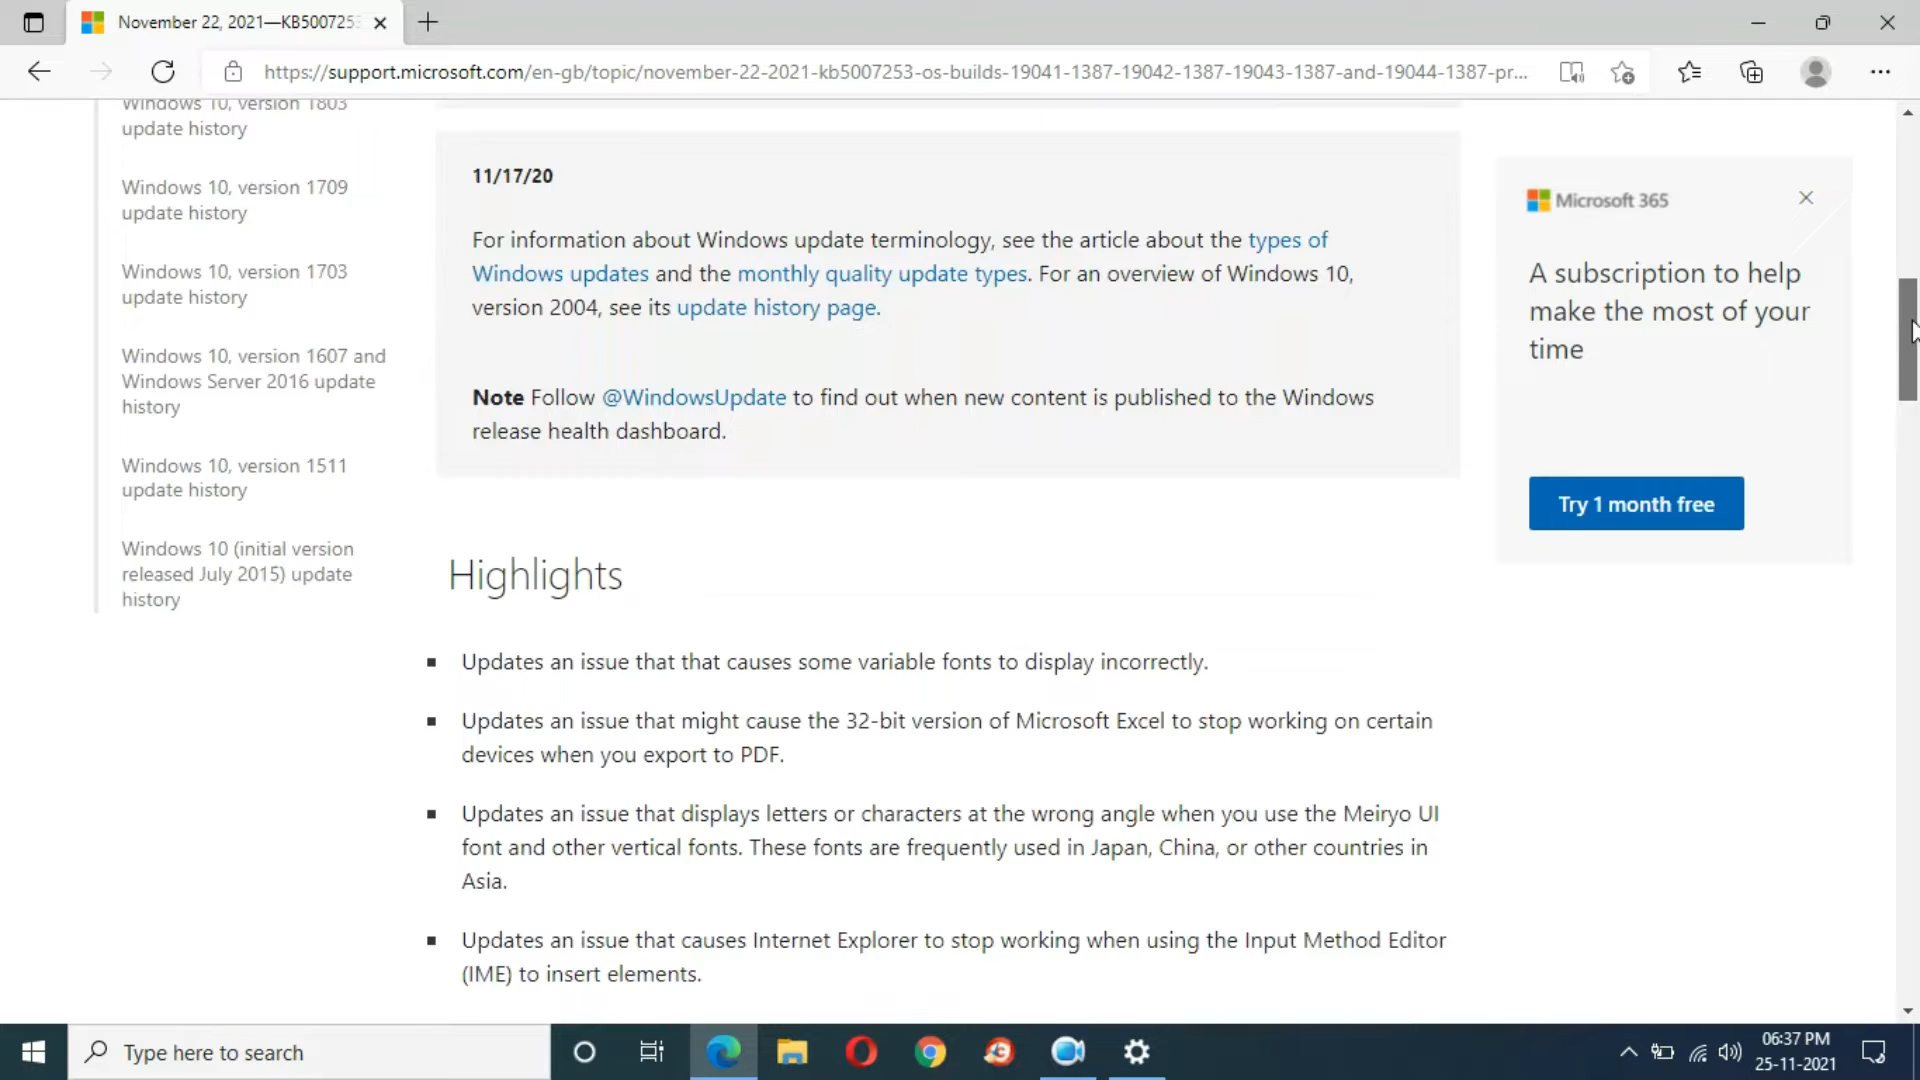 November 22, 2021—KB500725
https://support.microsoft.com/en-gb/topic/november-22-2021-kb5007253-os-builds-19041-1387-19042-1387-19043-1387-and-19044-1387-pr...
Windows 10, version 1803
update history
Windows 10, version 1709
update history
Windows 10, version 1703
update history
Windows 10, version 1607 and
Windows Server 2016 update
history
Windows 10, version 1511
update history
Windows 10 (initial version
released July 2015) update
history
11/17/20
For information about Windows update terminology, see the article about the types of
Windows updates and the monthly quality update types. For an overview of Windows 10,
version 2004, see its update history page.
Note Follow @WindowsUpdate to find out when new content is published to the Windows
release health dashboard.
Highlights
Updates an issue that that causes some variable fonts to display incorrectly.
Updates an issue that might cause the 32-bit version of Microsoft Excel to stop working on certain
devices when you export to PDF.
Updates an issue that displays letters or characters at the wrong angle when you use the Meiryo UI
font and other vertical fonts. These fonts are frequently used in Japan, China, or other countries in
Asia.
Updates an issue that causes Internet Explorer to stop working when using the Input Method Editor
(IME) to insert elements.
Microsoft 365
A subscription to help
make the most of your
time
Try 1 month free
Type here to search
06:37 PM
25-11-2021